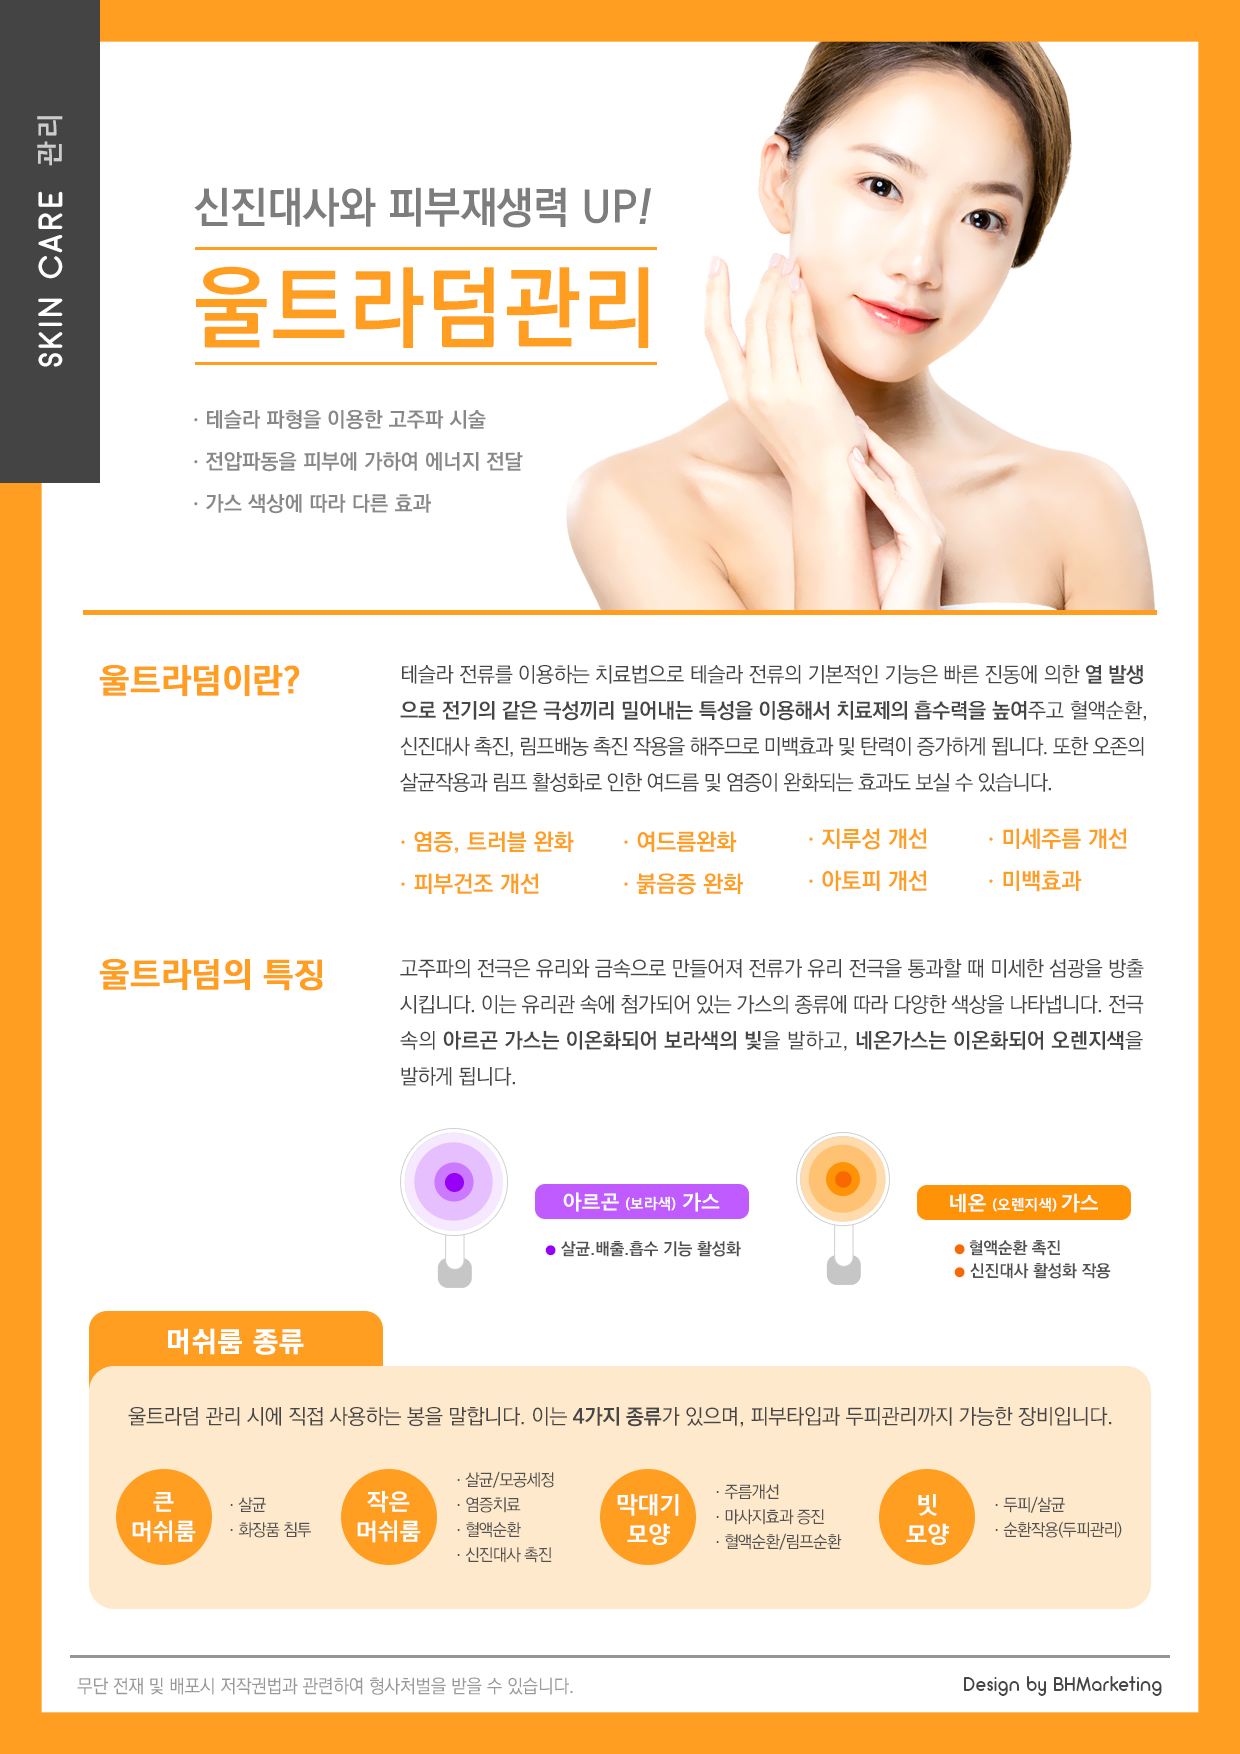 SKIN CARE 관리
신진대사와 피부재생력 UP!
울트라덤관리
· 테슬라 파형을 이용한 고주파 시술
· 전압파동을 피부에 가하여 에너지 전달
· 가스 색상에 따라 다른 효과
울트라덤이란?
테슬라 전류를 이용하는 치료법으로 테슬라 전류의 기본적인 기능은 빠른 진동에 의한 열 발생
으로 전기의 같은 극성끼리 밀어내는 특성을 이용해서 치료제의 흡수력을 높여주고 혈액순환,
신진대사 촉진, 림프배농 촉진 작용을 해주므로 미백효과 및 탄력이 증가하게 됩니다. 또한 오존의
살균작용과 림프 활성화로 인한 여드름 및 염증이 완화되는 효과도 보실 수 있습니다.
· 염증, 트러블 완화 · 여드름완화 · 지루성 개선 · 미세주름 개선
· 피부건조 개선 · 붉음증 완화 · 아토피 개선 · 미백효과
울트라덤의 특징
고주파의 전극은 유리와 금속으로 만들어져 전류가 유리 전극을 통과할 때 미세한 섬광을 방출
시킵니다. 이는 유리관 속에 첨가되어 있는 가스의 종류에 따라 다양한 색상을 나타냅니다. 전극
속의 아르곤 가스는 이온화되어 보라색의 빛을 발하고, 네온가스는 이온화되어 오렌지색을
발하게 됩니다.
아르곤 (보라색) 가스
● 살균.배출.흡수 기능 활성화
네온 (오렌지색) 가스
● 혈액순환 촉진
● 신진대사 활성화 작용
머쉬룸 종류
울트라덤 관리 시에 직접 사용하는 봉을 말합니다. 이는 4가지 종류가 있으며, 피부타입과 두피관리까지 가능한 장비입니다.
큰
머쉬룸
· 살균
· 화장품 침투
작은
머쉬룸
· 살균/모공세정
· 염증치료
· 혈액순환
· 신진대사 촉진
막대기
모양
· 주름개선
· 마사지효과 증진
· 혈액순환/림프순환
빗
모양
· 두피/살균
· 순환작용(두피관리)
무단 전재 및 배포시 저작권법과 관련하여 형사처벌을 받을 수 있습니다.
Design by BHMarketing